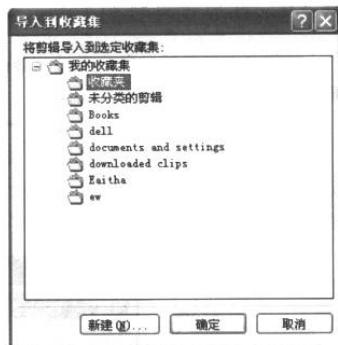 导入到收藏集
将剪辑导入到选定收藏集:
我的收藏集
收藏夹
未分类的剪辑
Books
dell
documents and settings
downloaded clips
Eaitha
ew
新建(N)... 确定 取消